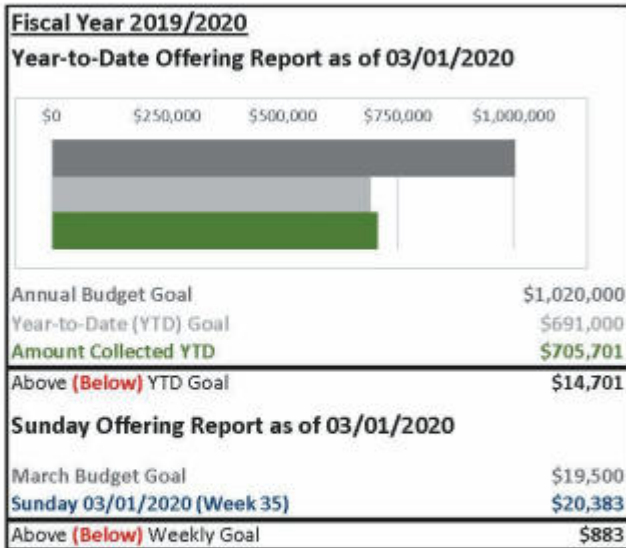 Fiscal Year 2019/2020
Year-to-Date Offering Report as of 03/01/2020
$0 $250,000 $500,000 $750,000 $1,000,000
Annual Budget Goal $1,020,000
Year-to-Date (YTD) Goal $691,000
Amount Collected YTD $705,701
Above (Below) YTD Goal $14,701
Sunday Offering Report as of 03/01/2020
March Budget Goal $19,500
Sunday 03/01/2020 (Week 35) $20,383
Above (Below) Weekly Goal $883